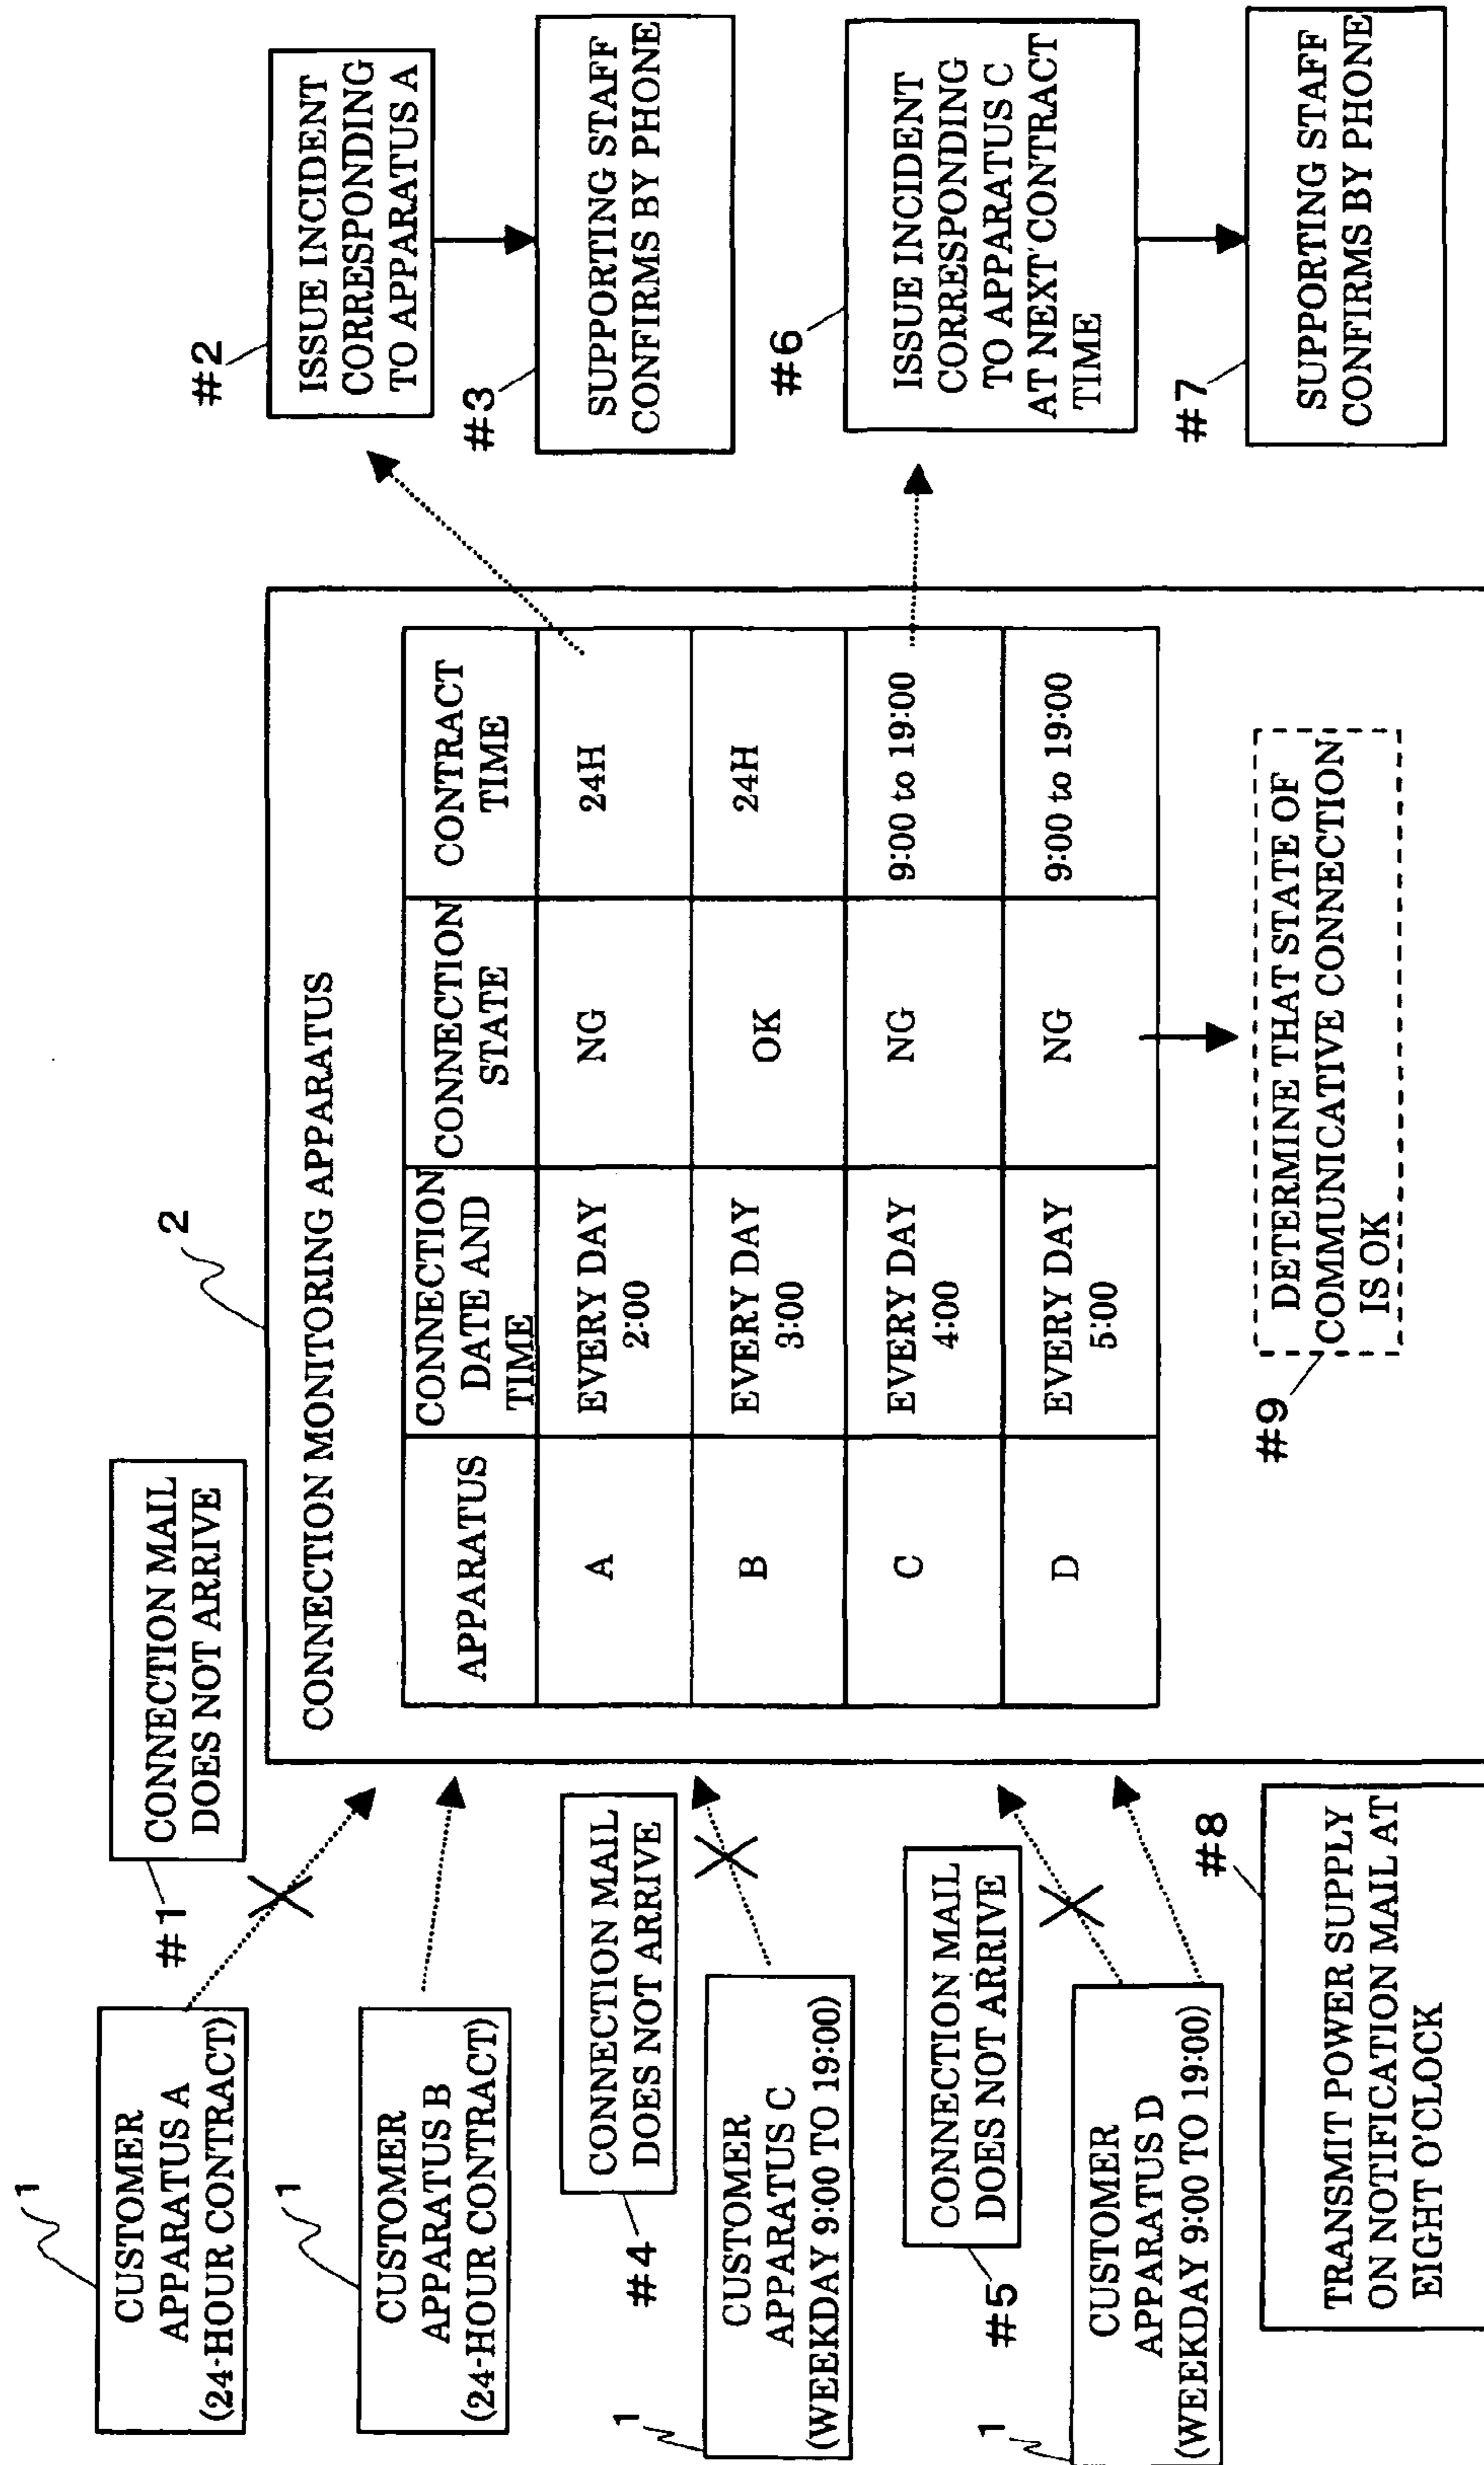 1
CUSTOMER
APPARATUS A
(24-HOUR CONTRACT)
#1
CONNECTION MAIL
DOES NOT ARRIVE
1
CUSTOMER
APPARATUS B
(24-HOUR CONTRACT)
#4
CONNECTION MAIL
DOES NOT ARRIVE
1
CUSTOMER
APPARATUS C
(WEEKDAY 9:00 TO 19:00)
#5
CONNECTION MAIL
DOES NOT ARRIVE
1
CUSTOMER
APPARATUS D
(WEEKDAY 9:00 TO 19:00)
#8
TRANSMIT POWER SUPPLY
ON NOTIFICATION MAIL AT
EIGHT O'CLOCK
2
CONNECTION MONITORING APPARATUS
APPARATUS
CONNECTION
DATE AND
TIME
CONNECTION
STATE
CONTRACT
TIME
A
EVERY DAY
2:00
NG
24H
B
EVERY DAY
3:00
OK
24H
C
EVERY DAY
4:00
NG
9:00 to 19:00
D
EVERY DAY
5:00
NG
9:00 to 19:00
#9
DETERMINE THAT STATE OF
COMMUNICATIVE CONNECTION
IS OK
#2
ISSUE INCIDENT
CORRESPONDING
TO APPARATUS A
#3
SUPPORTING STAFF
CONFIRMS BY PHONE
#6
ISSUE INCIDENT
CORRESPONDING
TO APPARATUS C
AT NEXT CONTRACT
TIME
#7
SUPPORTING STAFF
CONFIRMS BY PHONE